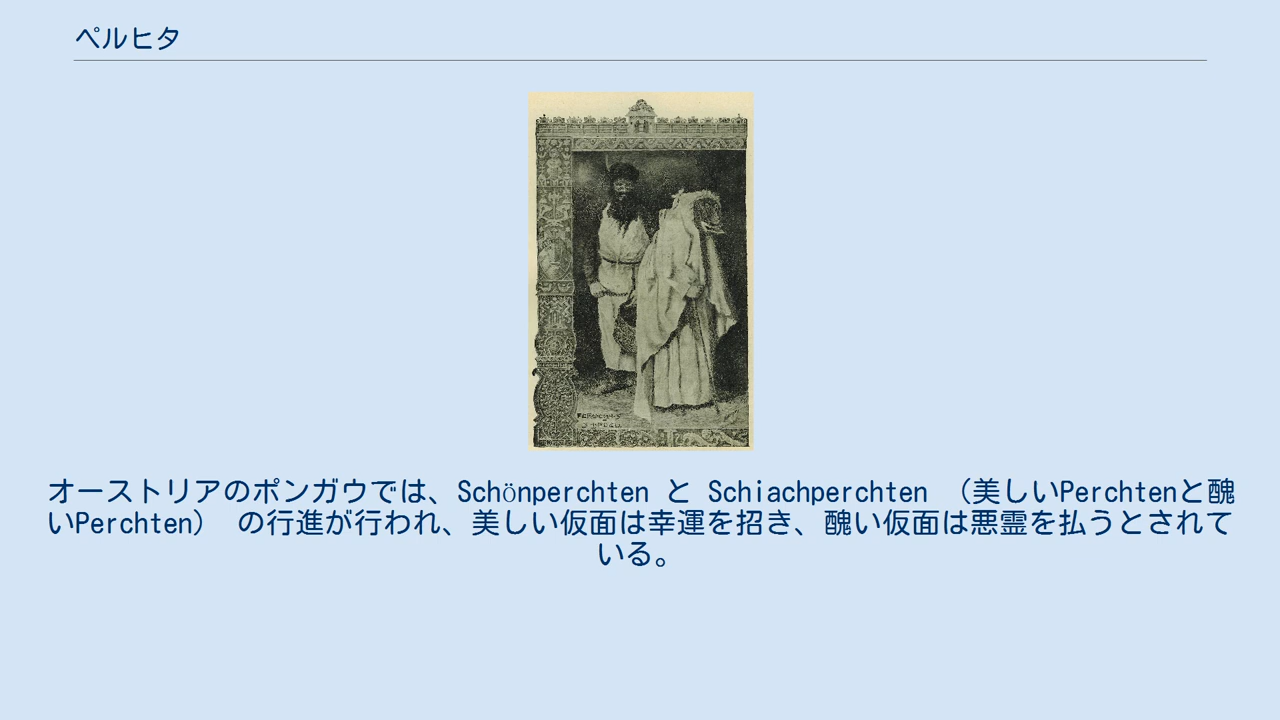 ペルヒタ
オーストリアのポンガウでは、Schönperchten と Schiachperchten （美しいPerchtenと醜
いPerchten） の行進が行われ、美しい仮面は幸運を招き、醜い仮面は悪霊を払うとされて
いる。